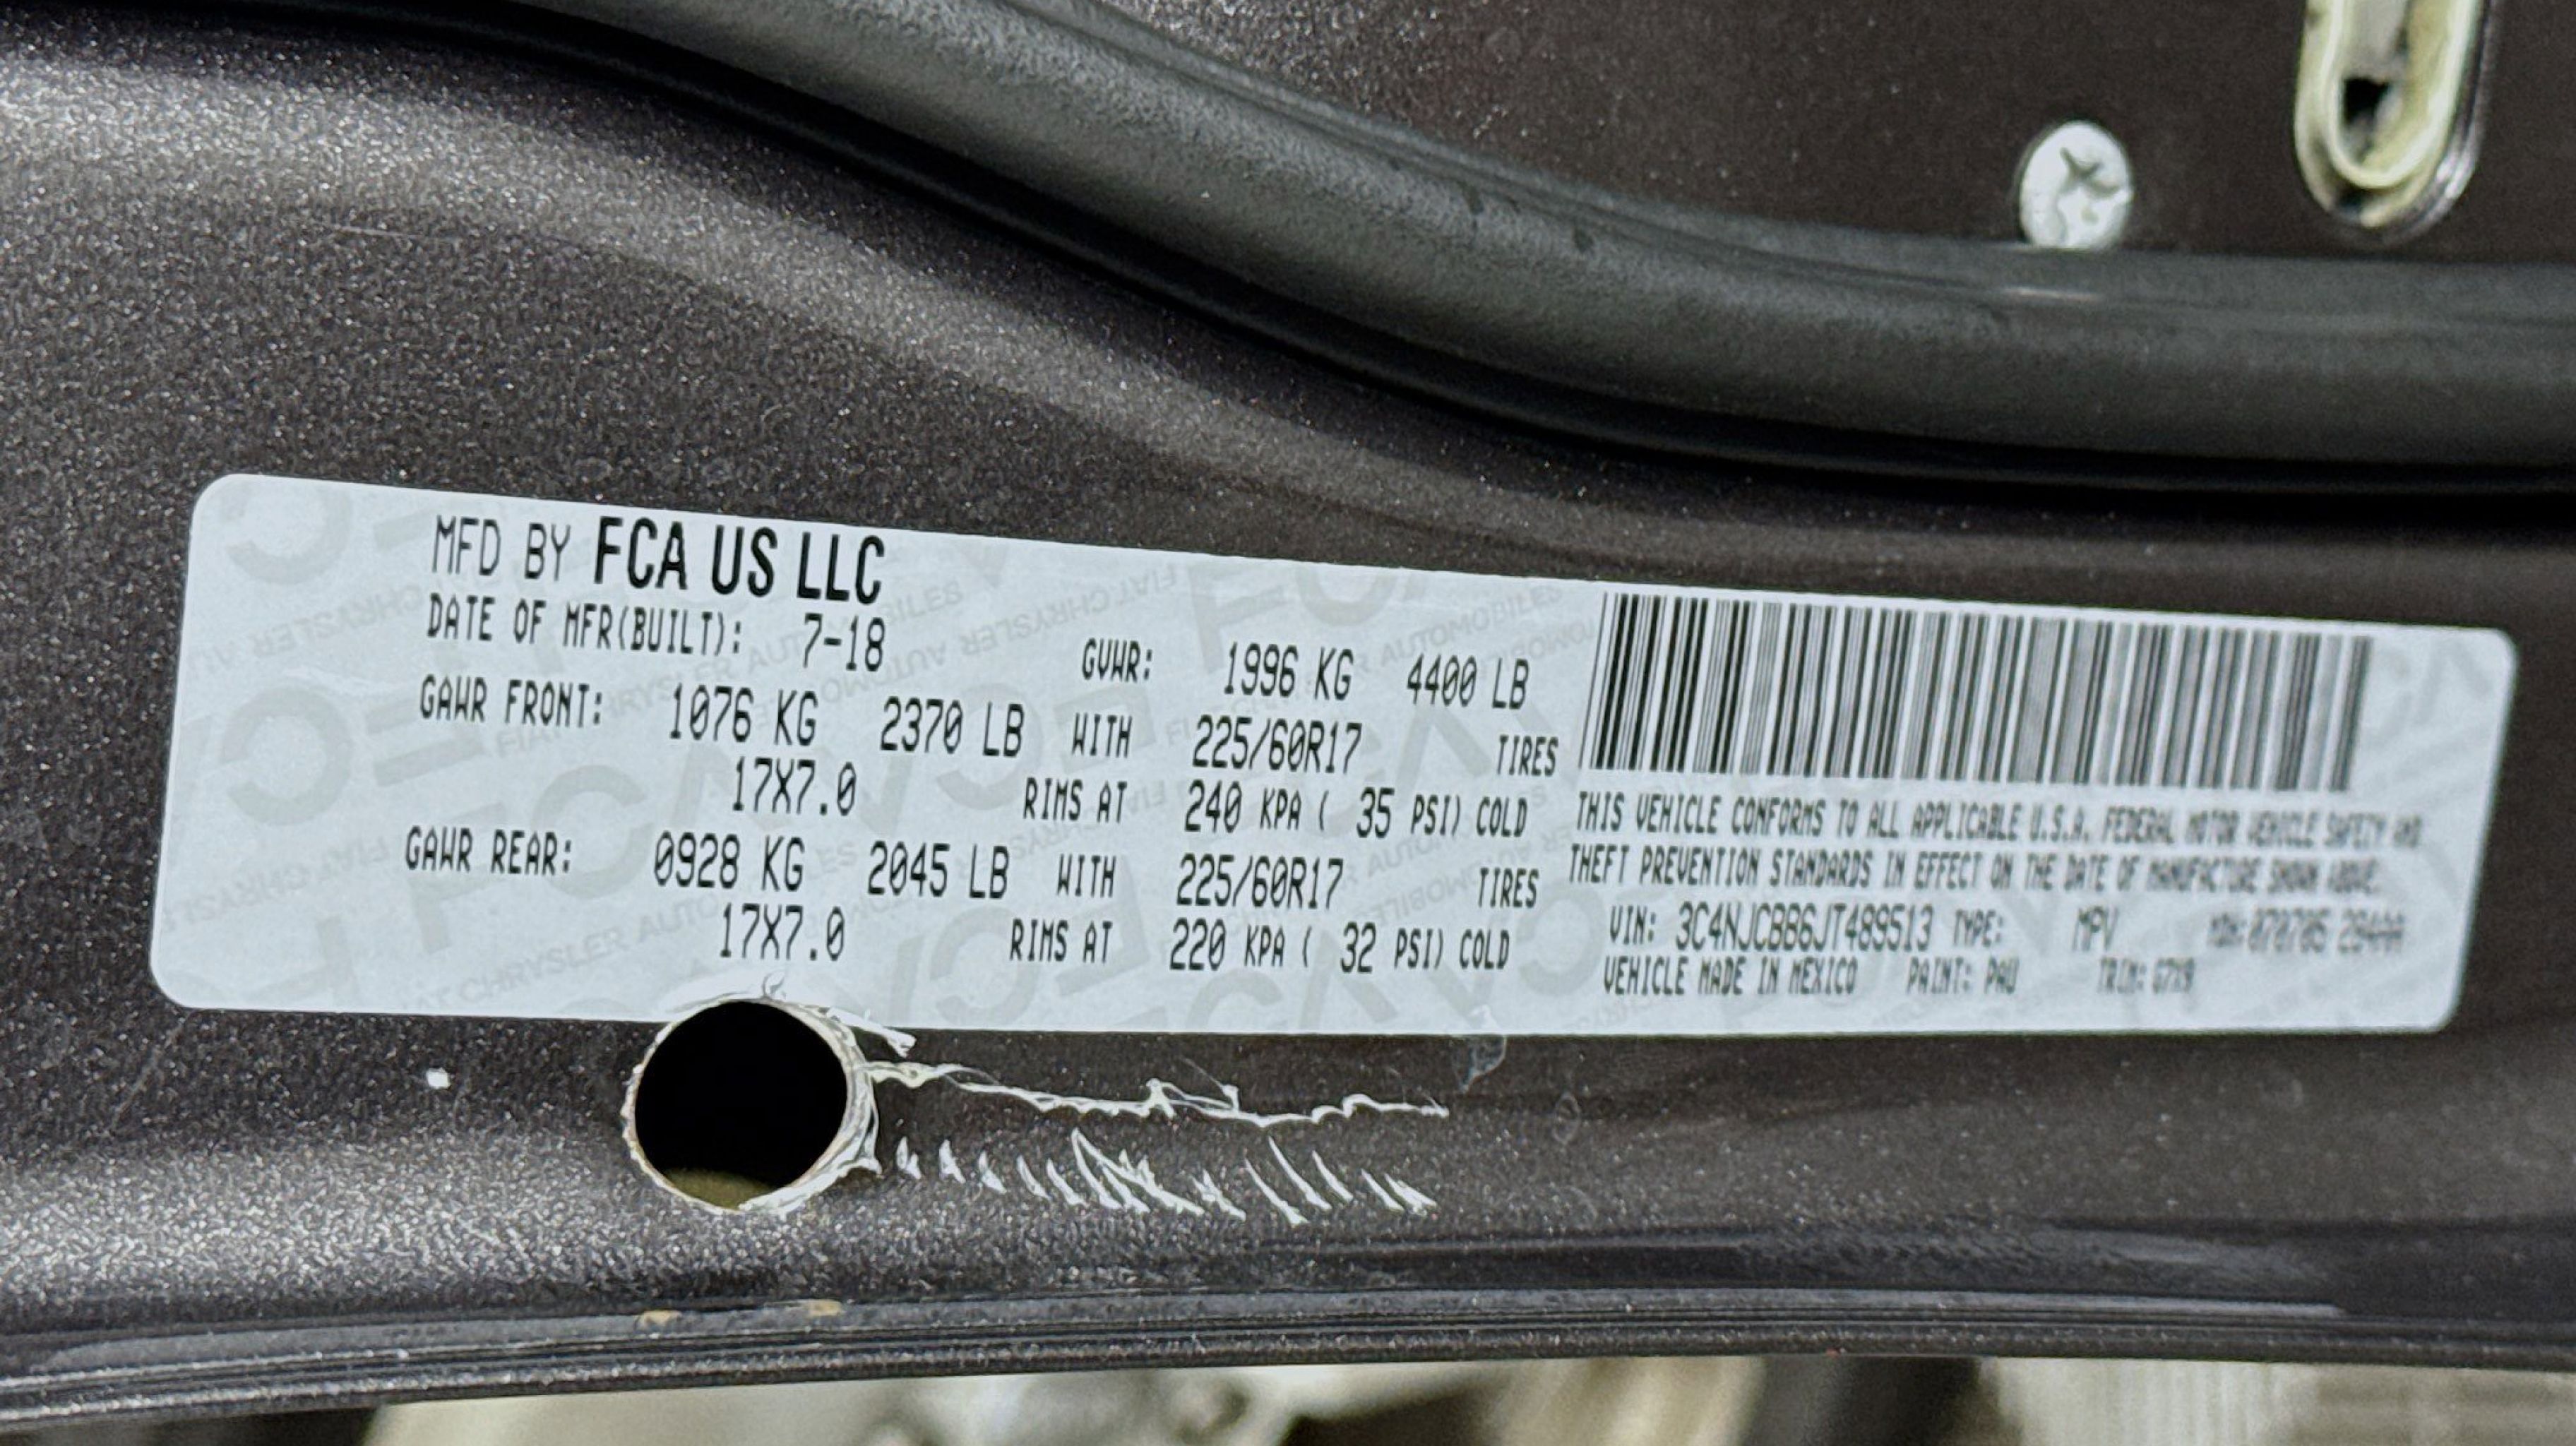 MFD BY FCA US LLC
DATE OF MFR(BUILT): 7-18 GVWR: 1996 KG 4400 LB
GAWR FRONT: 1076 KG 2370 LB WITH 225/60R17 TIRES
17X7.0 RIMS AT 240 KPA ( 35 PSI) COLD
GAWR REAR: 0928 KG 2045 LB WITH 225/60R17 TIRES
17X7.0 RIMS AT 220 KPA ( 32 PSI) COLD
THIS VEHICLE CONFORMS TO ALL APPLICABLE U.S.A. FEDERAL MOTOR VEHICLE SAFETY AND
THEFT PREVENTION STANDARDS IN EFFECT ON THE DATE OF MANUFACTURE SHOWN ABOVE.
VIN: 3C4NJCBB6JT489513 TYPE: MPV
VEHICLE MADE IN MEXICO PAINT: PAU TRIM: